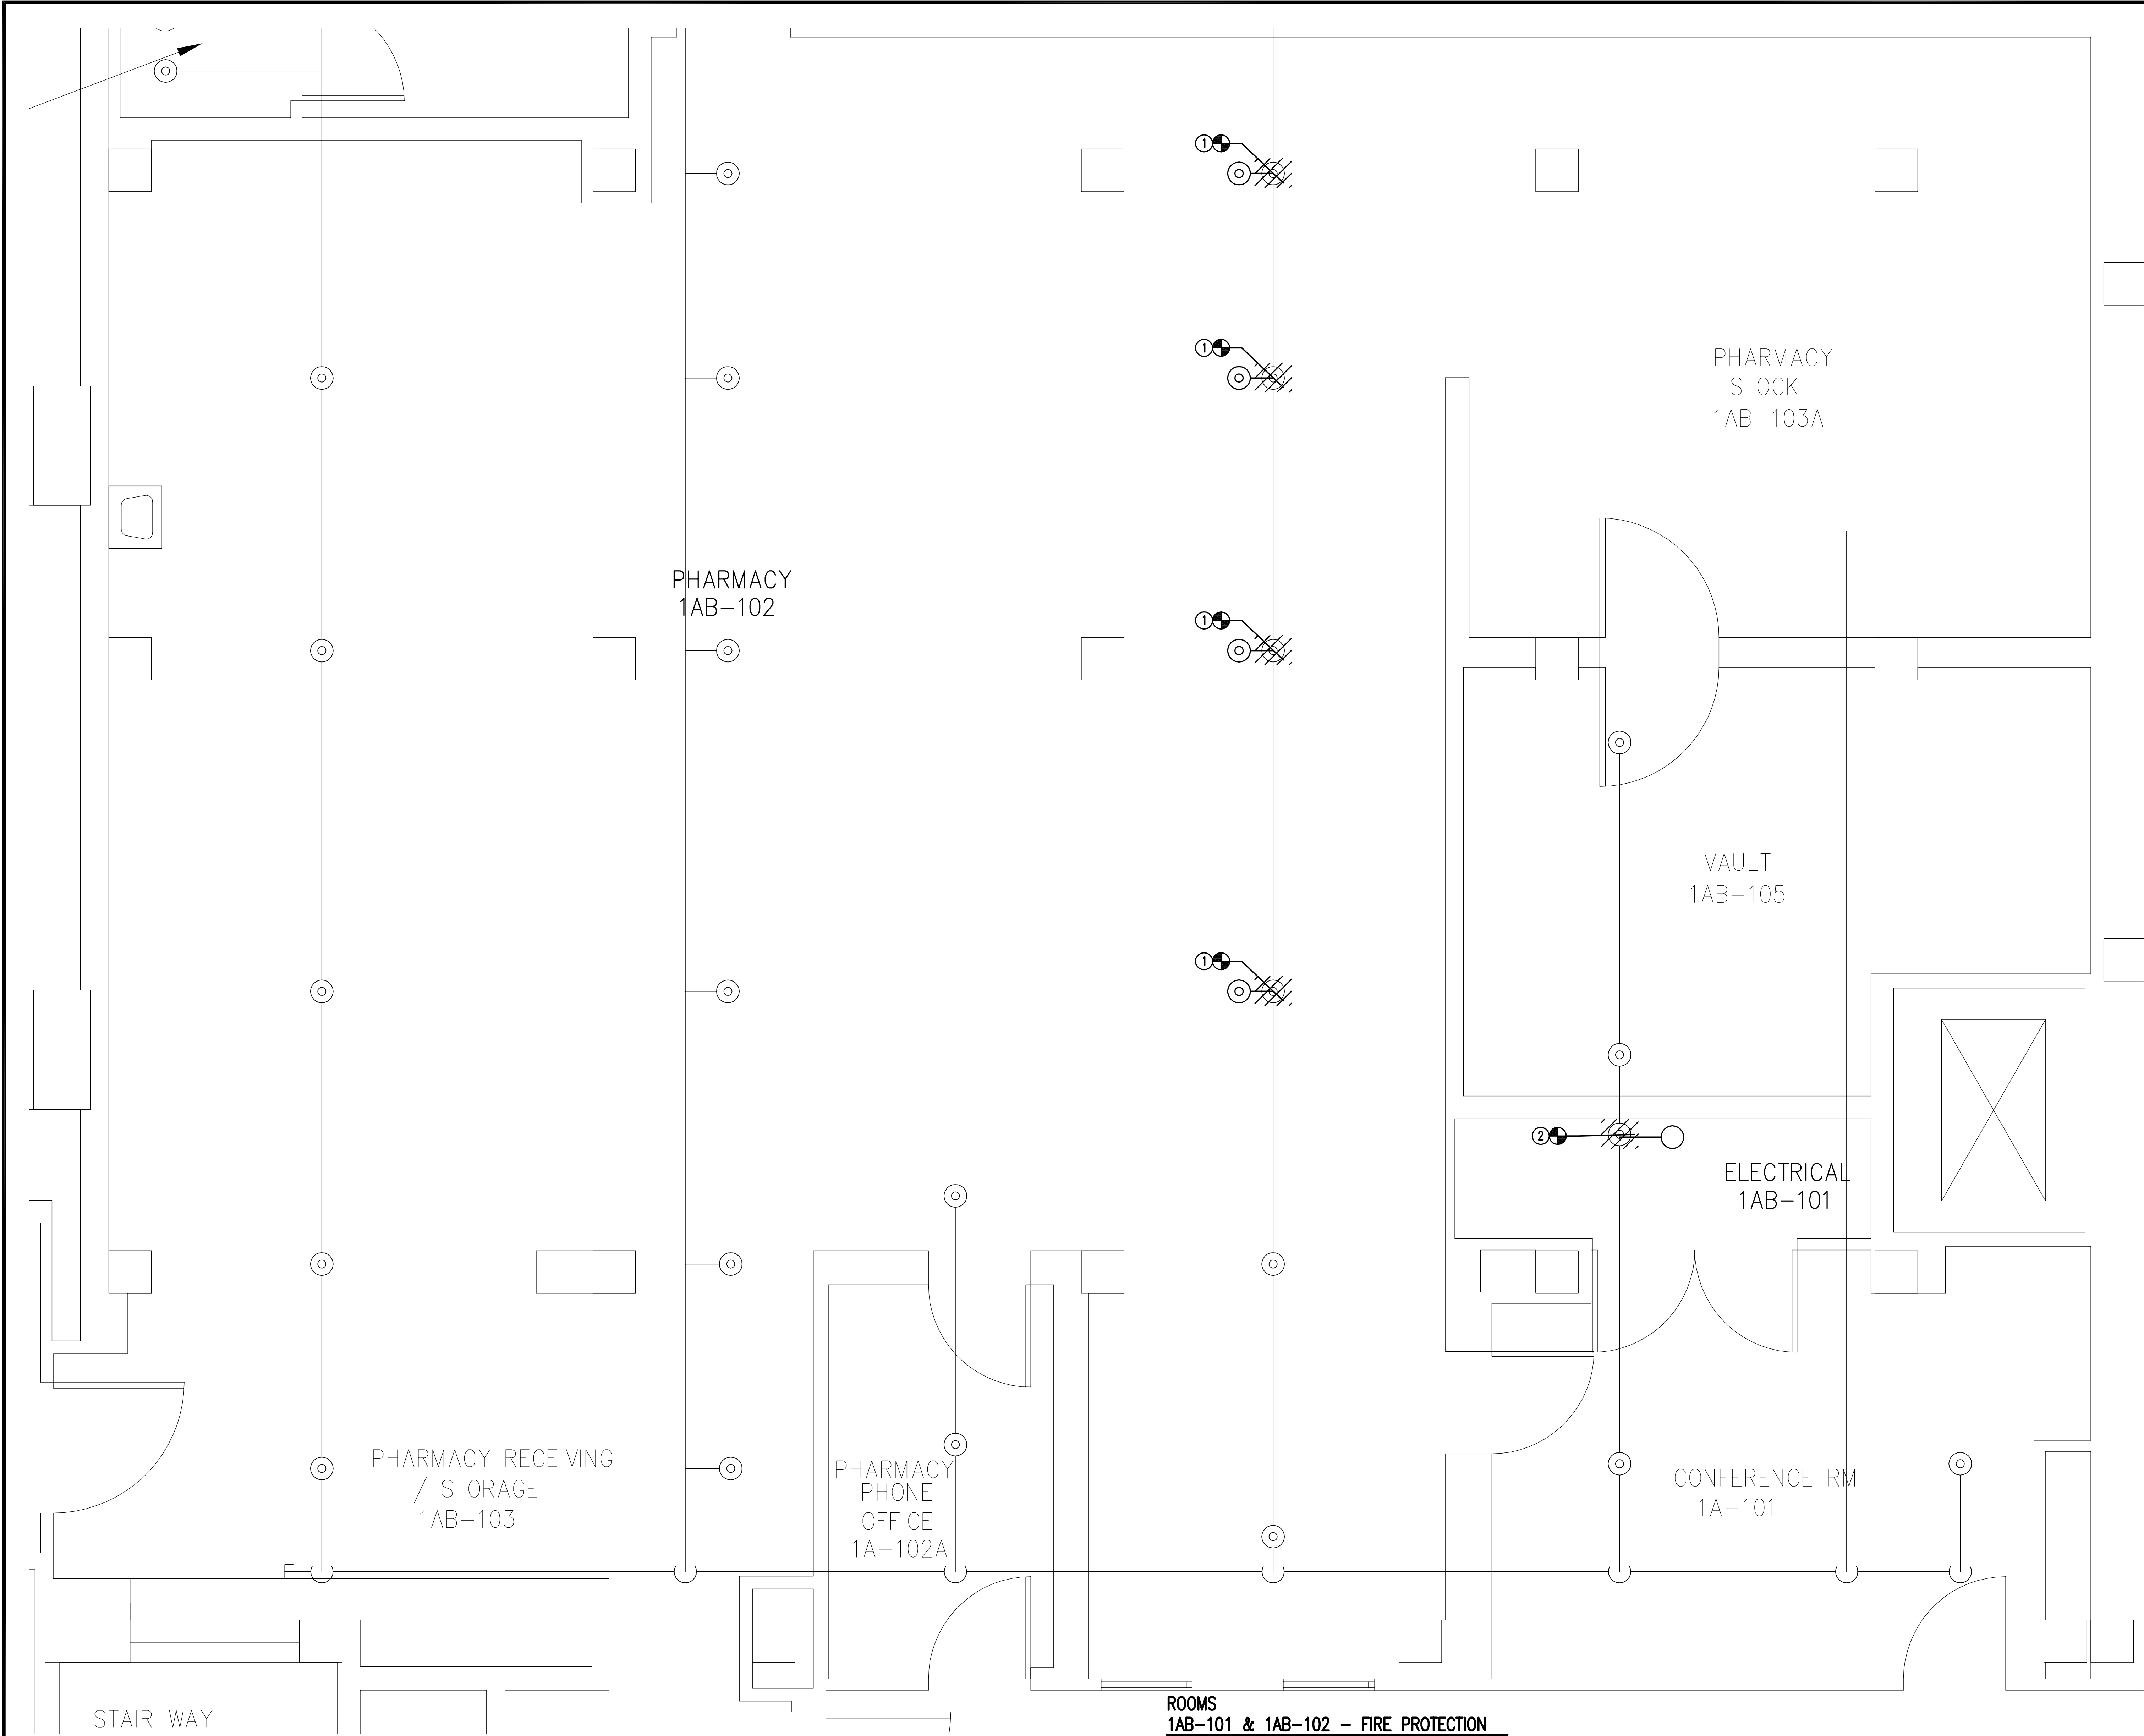 1
1
PHARMACY
STOCK
1AB-103A
PHARMACY
1AB-102
1
VAULT
1AB-105
1
2
ELECTRICAL
1AB-101
PHARMACY RECEIVING
/ STORAGE
1AB-103
PHARMACY
PHONE
OFFICE
1A-102A
CONFERENCE RM
1A-101
STAIR WAY
ROOMS
1AB-101 & 1AB-102 - FIRE PROTECTION